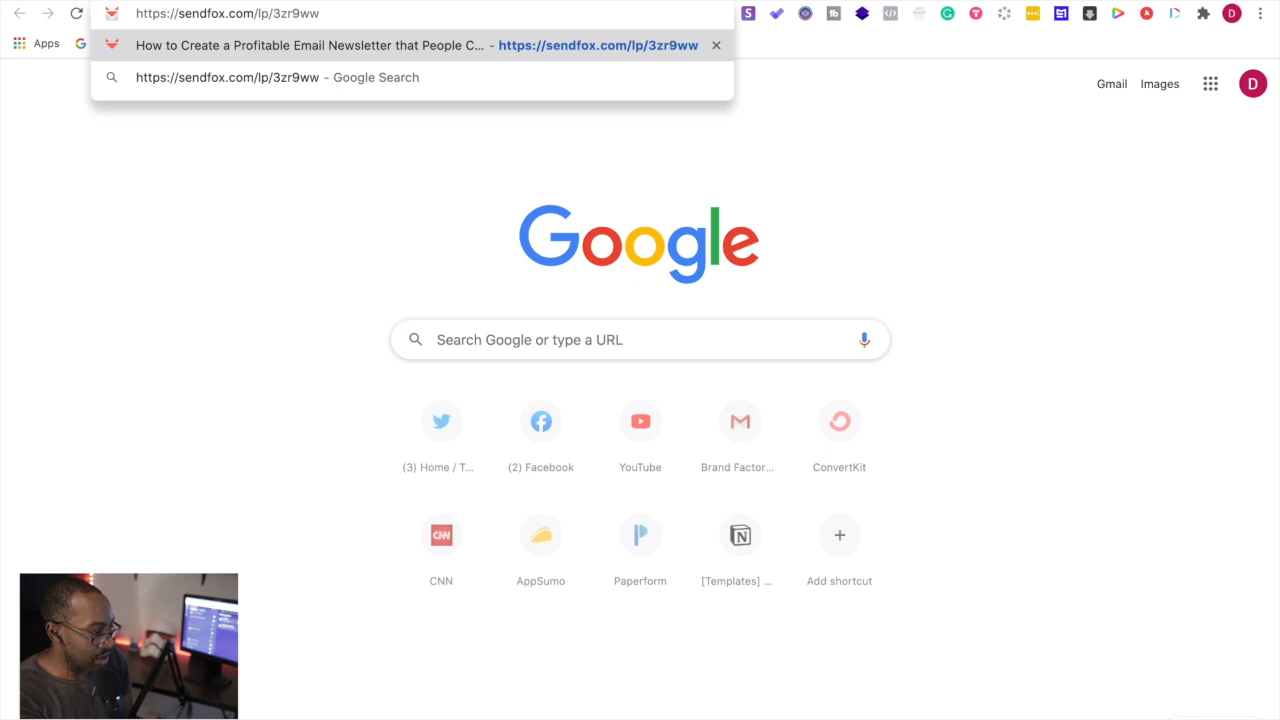 https://sendfox.com/lp/3zr9ww
Apps
How to Create a Profitable Email Newsletter that People C... - https://sendfox.com/lp/3zr9ww
https://sendfox.com/lp/3zr9ww - Google Search
Gmail Images D
Google
Search Google or type a URL
(3) Home / T... (2) Facebook YouTube Brand Factor... ConvertKit
CNN AppSumo Paperform [Templates] ... Add shortcut